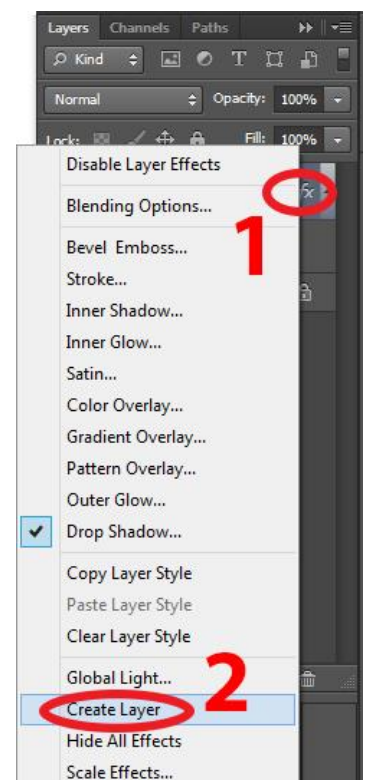 Layers Channels Paths
Kind T
Normal Opacity: 100%
Lock: Fill: 100%
Disable Layer Effects
fx
Blending Options...
1
Bevel Emboss...
Stroke...
Inner Shadow...
Inner Glow...
Satin...
Color Overlay...
Gradient Overlay...
Pattern Overlay...
Outer Glow...
Drop Shadow...
Copy Layer Style
Paste Layer Style
Clear Layer Style
Global Light...
2
Create Layer
Hide All Effects
Scale Effects...